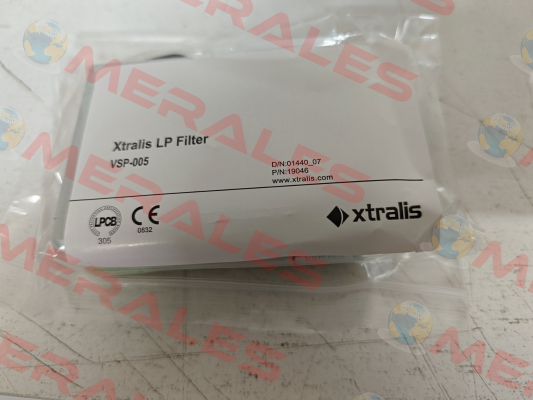 Xtralis LP Filter
VSP-005
D/N:01440_07
P/N:19046
www.xtralis.com
LPCB
305
CE
0832
xtralis
MERALES
MERALES
MERALES
MERALES